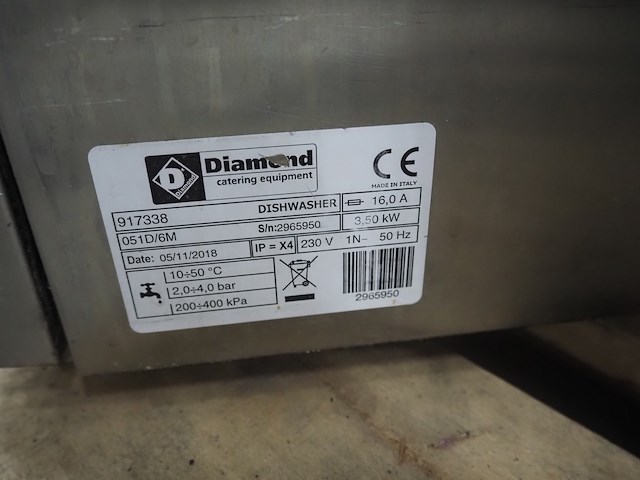 D
Diamond
Diamond
catering equipment
CE
MADE IN ITALY
917338 DISHWASHER 16,0 A
051D/6M S/n:2965950 3,50 kW
Date: 05/11/2018 IP = X4 230 V 1N~ 50 Hz
10÷50 °C
2,0÷4,0 bar
200÷400 kPa
2965950